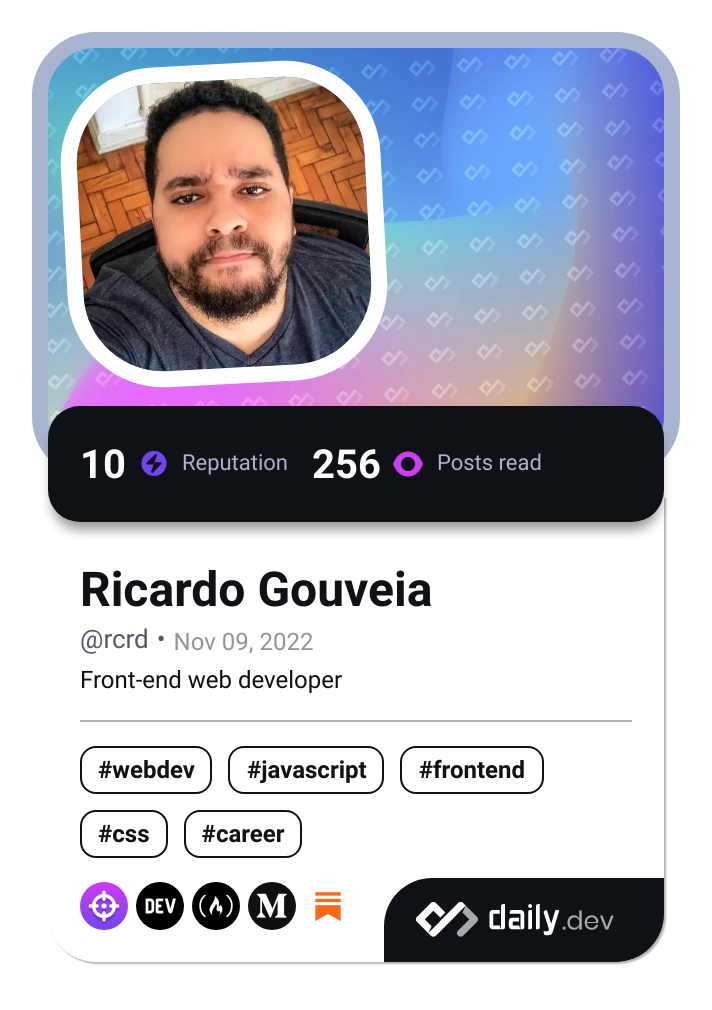 10 Reputation 256 Posts read
Ricardo Gouveia
@rcrd • Nov 09, 2022
Front-end web developer
#webdev #javascript #frontend
#css #career
DEV M daily.dev